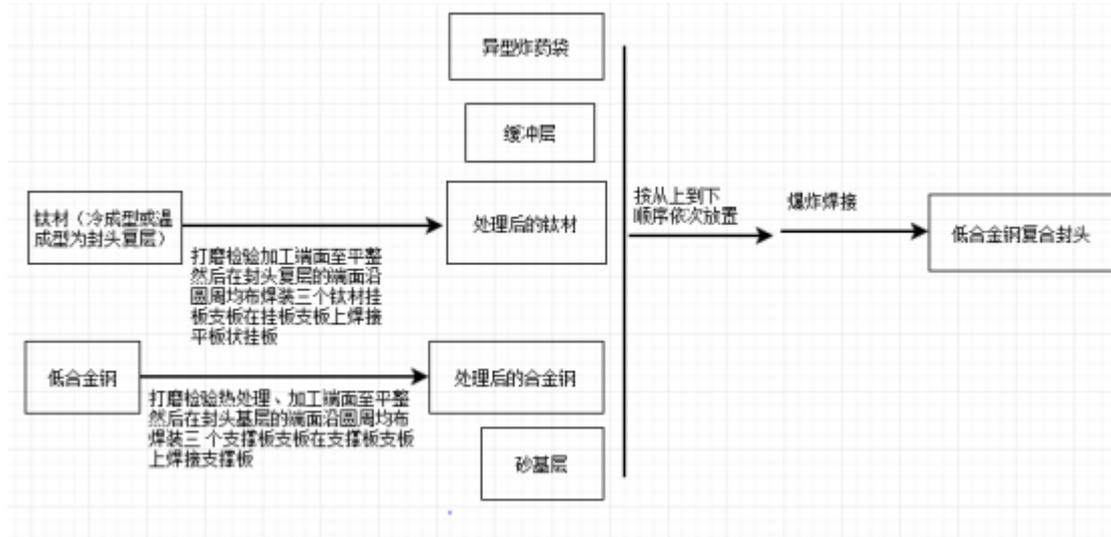 异型炸药袋
缓冲层
钛材（冷成型或温
成型为封头复层）
处理后的钛材
按从上到下
顺序依次放置
爆炸焊接
低合金钢复合封头
打磨检验加工端面至平整
然后在封头复层的端面沿
圆周均布焊装三个钛材挂
板支板在挂板支板上焊接
平板状挂板
低合金钢
处理后的合金钢
打磨检验热处理、加工端面至平整
然后在封头基层的端面沿圆周均布
焊装三 个支撑板支板在支撑板支板
上焊接支撑板
砂基层